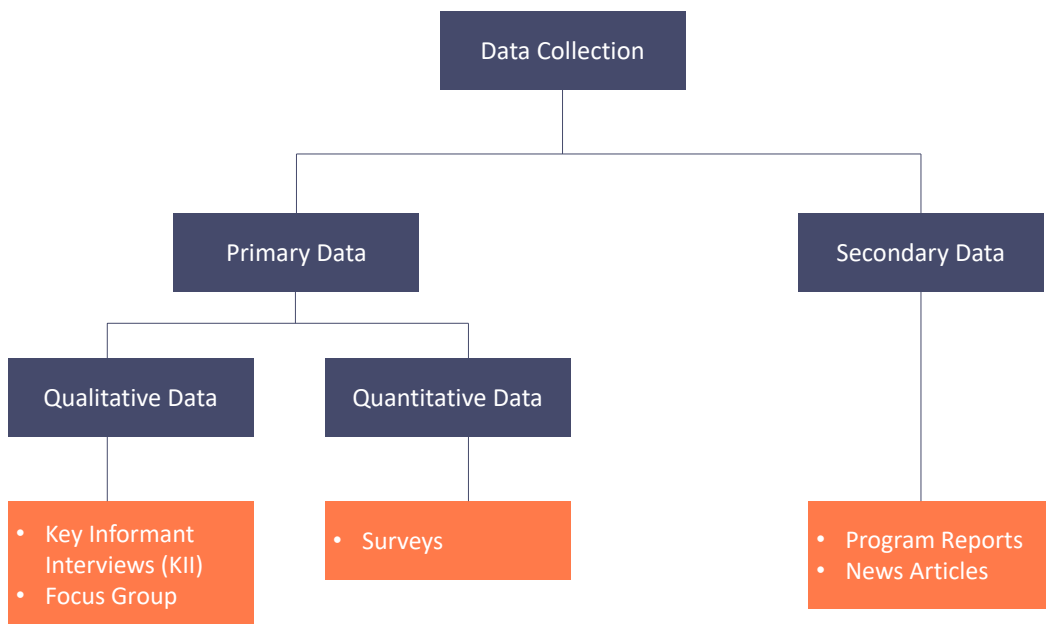 Data Collection
Primary Data
Secondary Data
Qualitative Data
Quantitative Data
• Key Informant
Interviews (KII)
• Focus Group
• Surveys
• Program Reports
• News Articles